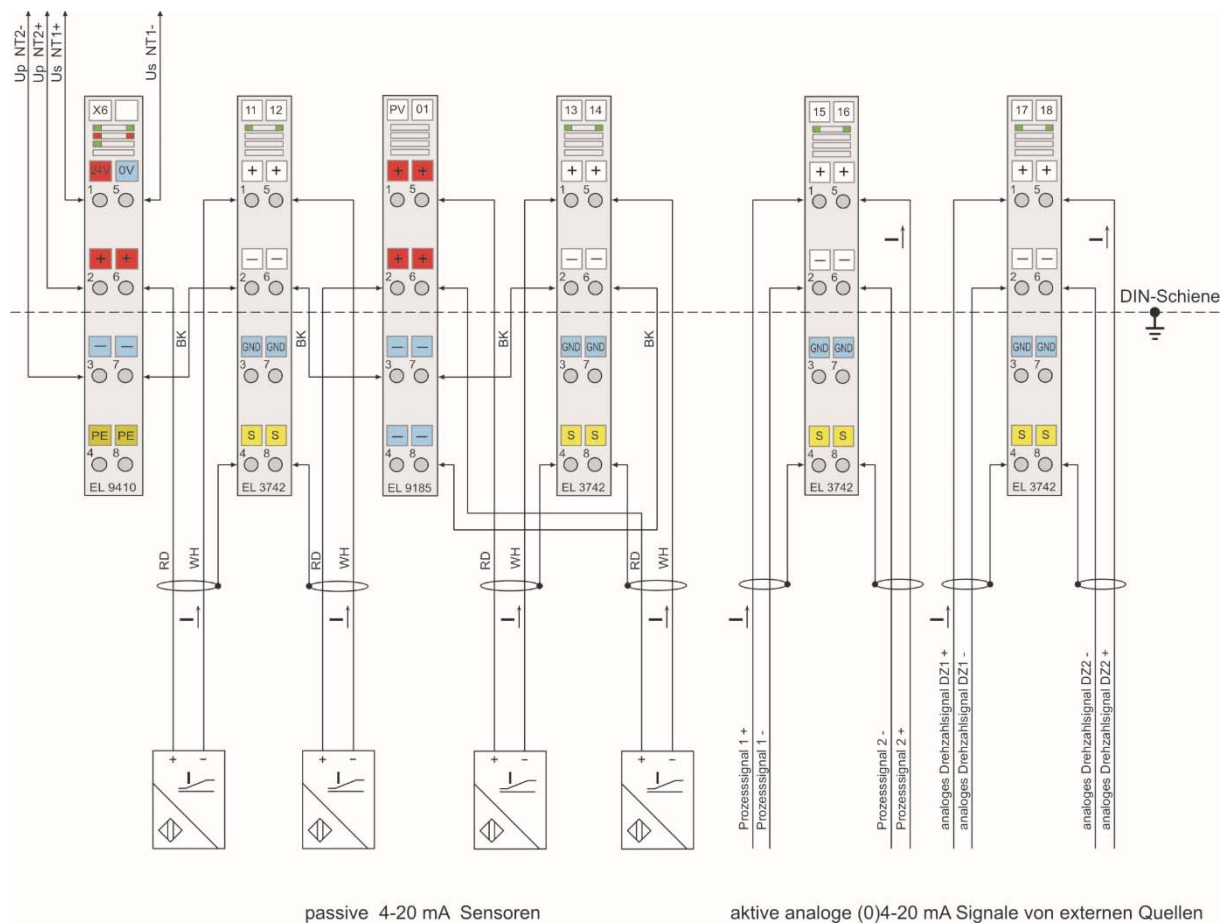 Up NT2-
Up NT2+
Us NT1+
Us NT1-
X6
11 12
PV 01
13 14
15 16
17 18
24V 0V
+ +
+ +
+ +
+ +
+ +
1 5
1 5
1 5
1 5
1 5
1 5
I
+ +
— —
+ +
— —
— —
— —
2 6
2 6
2 6
2 6
2 6
2 6
DIN-Schiene
BK
BK
BK
BK
— —
GND GND
— —
GND GND
GND GND
GND GND
3 7
3 7
3 7
3 7
3 7
3 7
PE PE
S S
— —
S S
S S
S S
4 8
4 8
4 8
4 8
4 8
4 8
EL 9410
EL 3742
EL 9185
EL 3742
EL 3742
EL 3742
RD
WH
RD
WH
RD
WH
RD
WH
I
I
I
I
I
I
Prozesssignal 1 +
Prozesssignal 1 -
Prozesssignal 2 -
Prozesssignal 2 +
analoges Drehzahlsignal DZ1 +
analoges Drehzahlsignal DZ1 -
analoges Drehzahlsignal DZ2 -
analoges Drehzahlsignal DZ2 +
+ −
+ −
+ −
+ −
I
I
I
I
passive 4-20 mA Sensoren
aktive analoge (0)4-20 mA Signale von externen Quellen